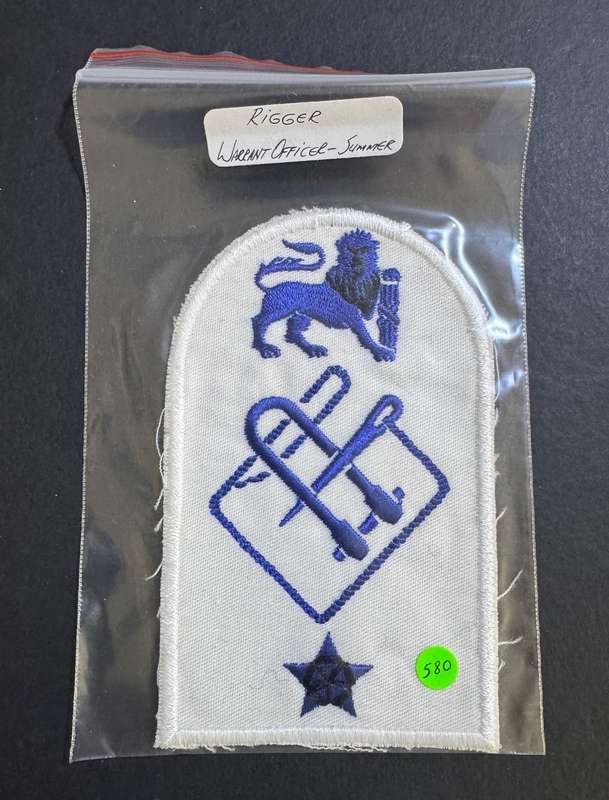 RiGGER
WARRANT OFFICER - SUMMER
580